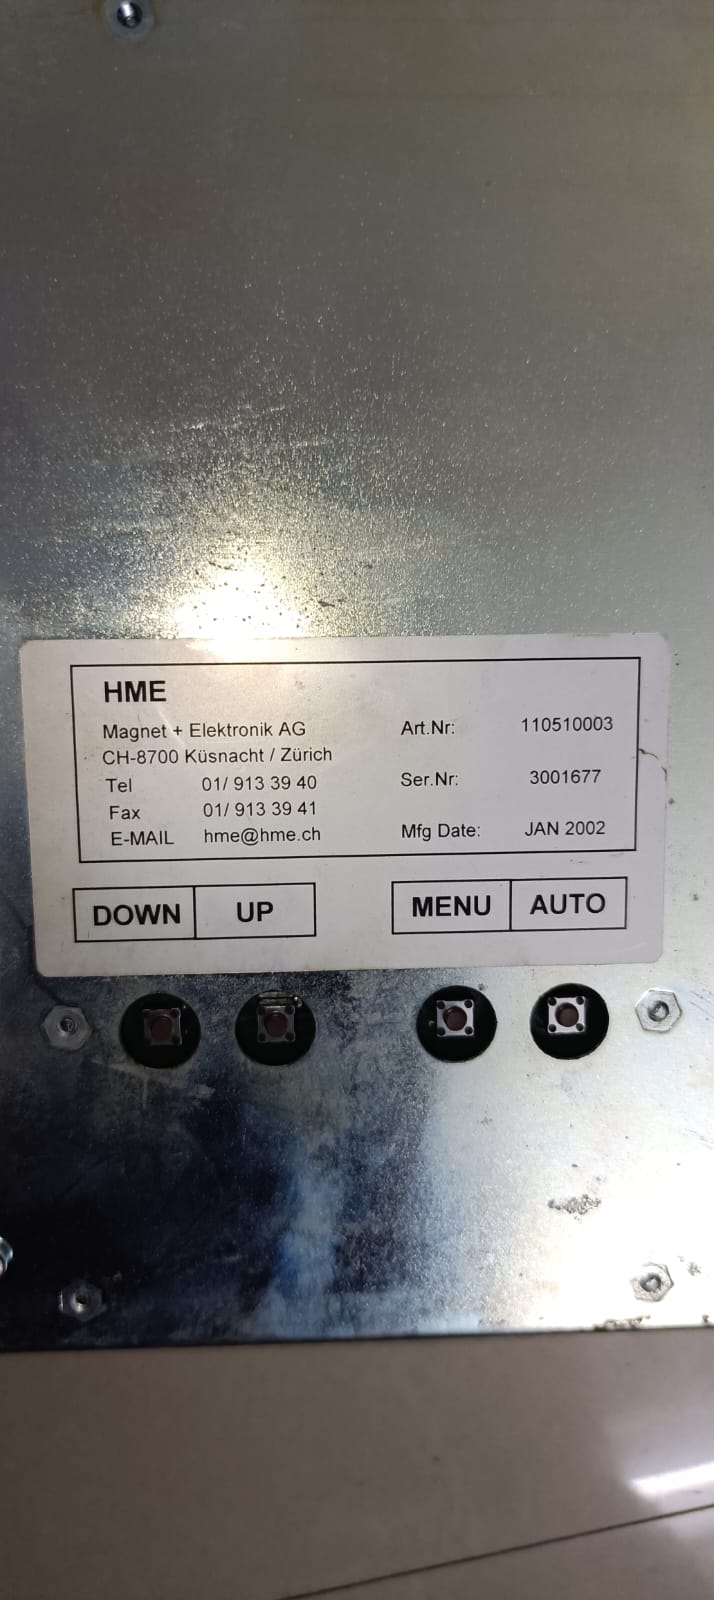 HME
Magnet + Elektronik AG
CH-8700 Küsnacht / Zürich
Tel 01/ 913 39 40
Fax 01/ 913 39 41
E-MAIL hme@hme.ch
Art.Nr: 110510003
Ser.Nr: 3001677
Mfg Date: JAN 2002
DOWN UP MENU AUTO